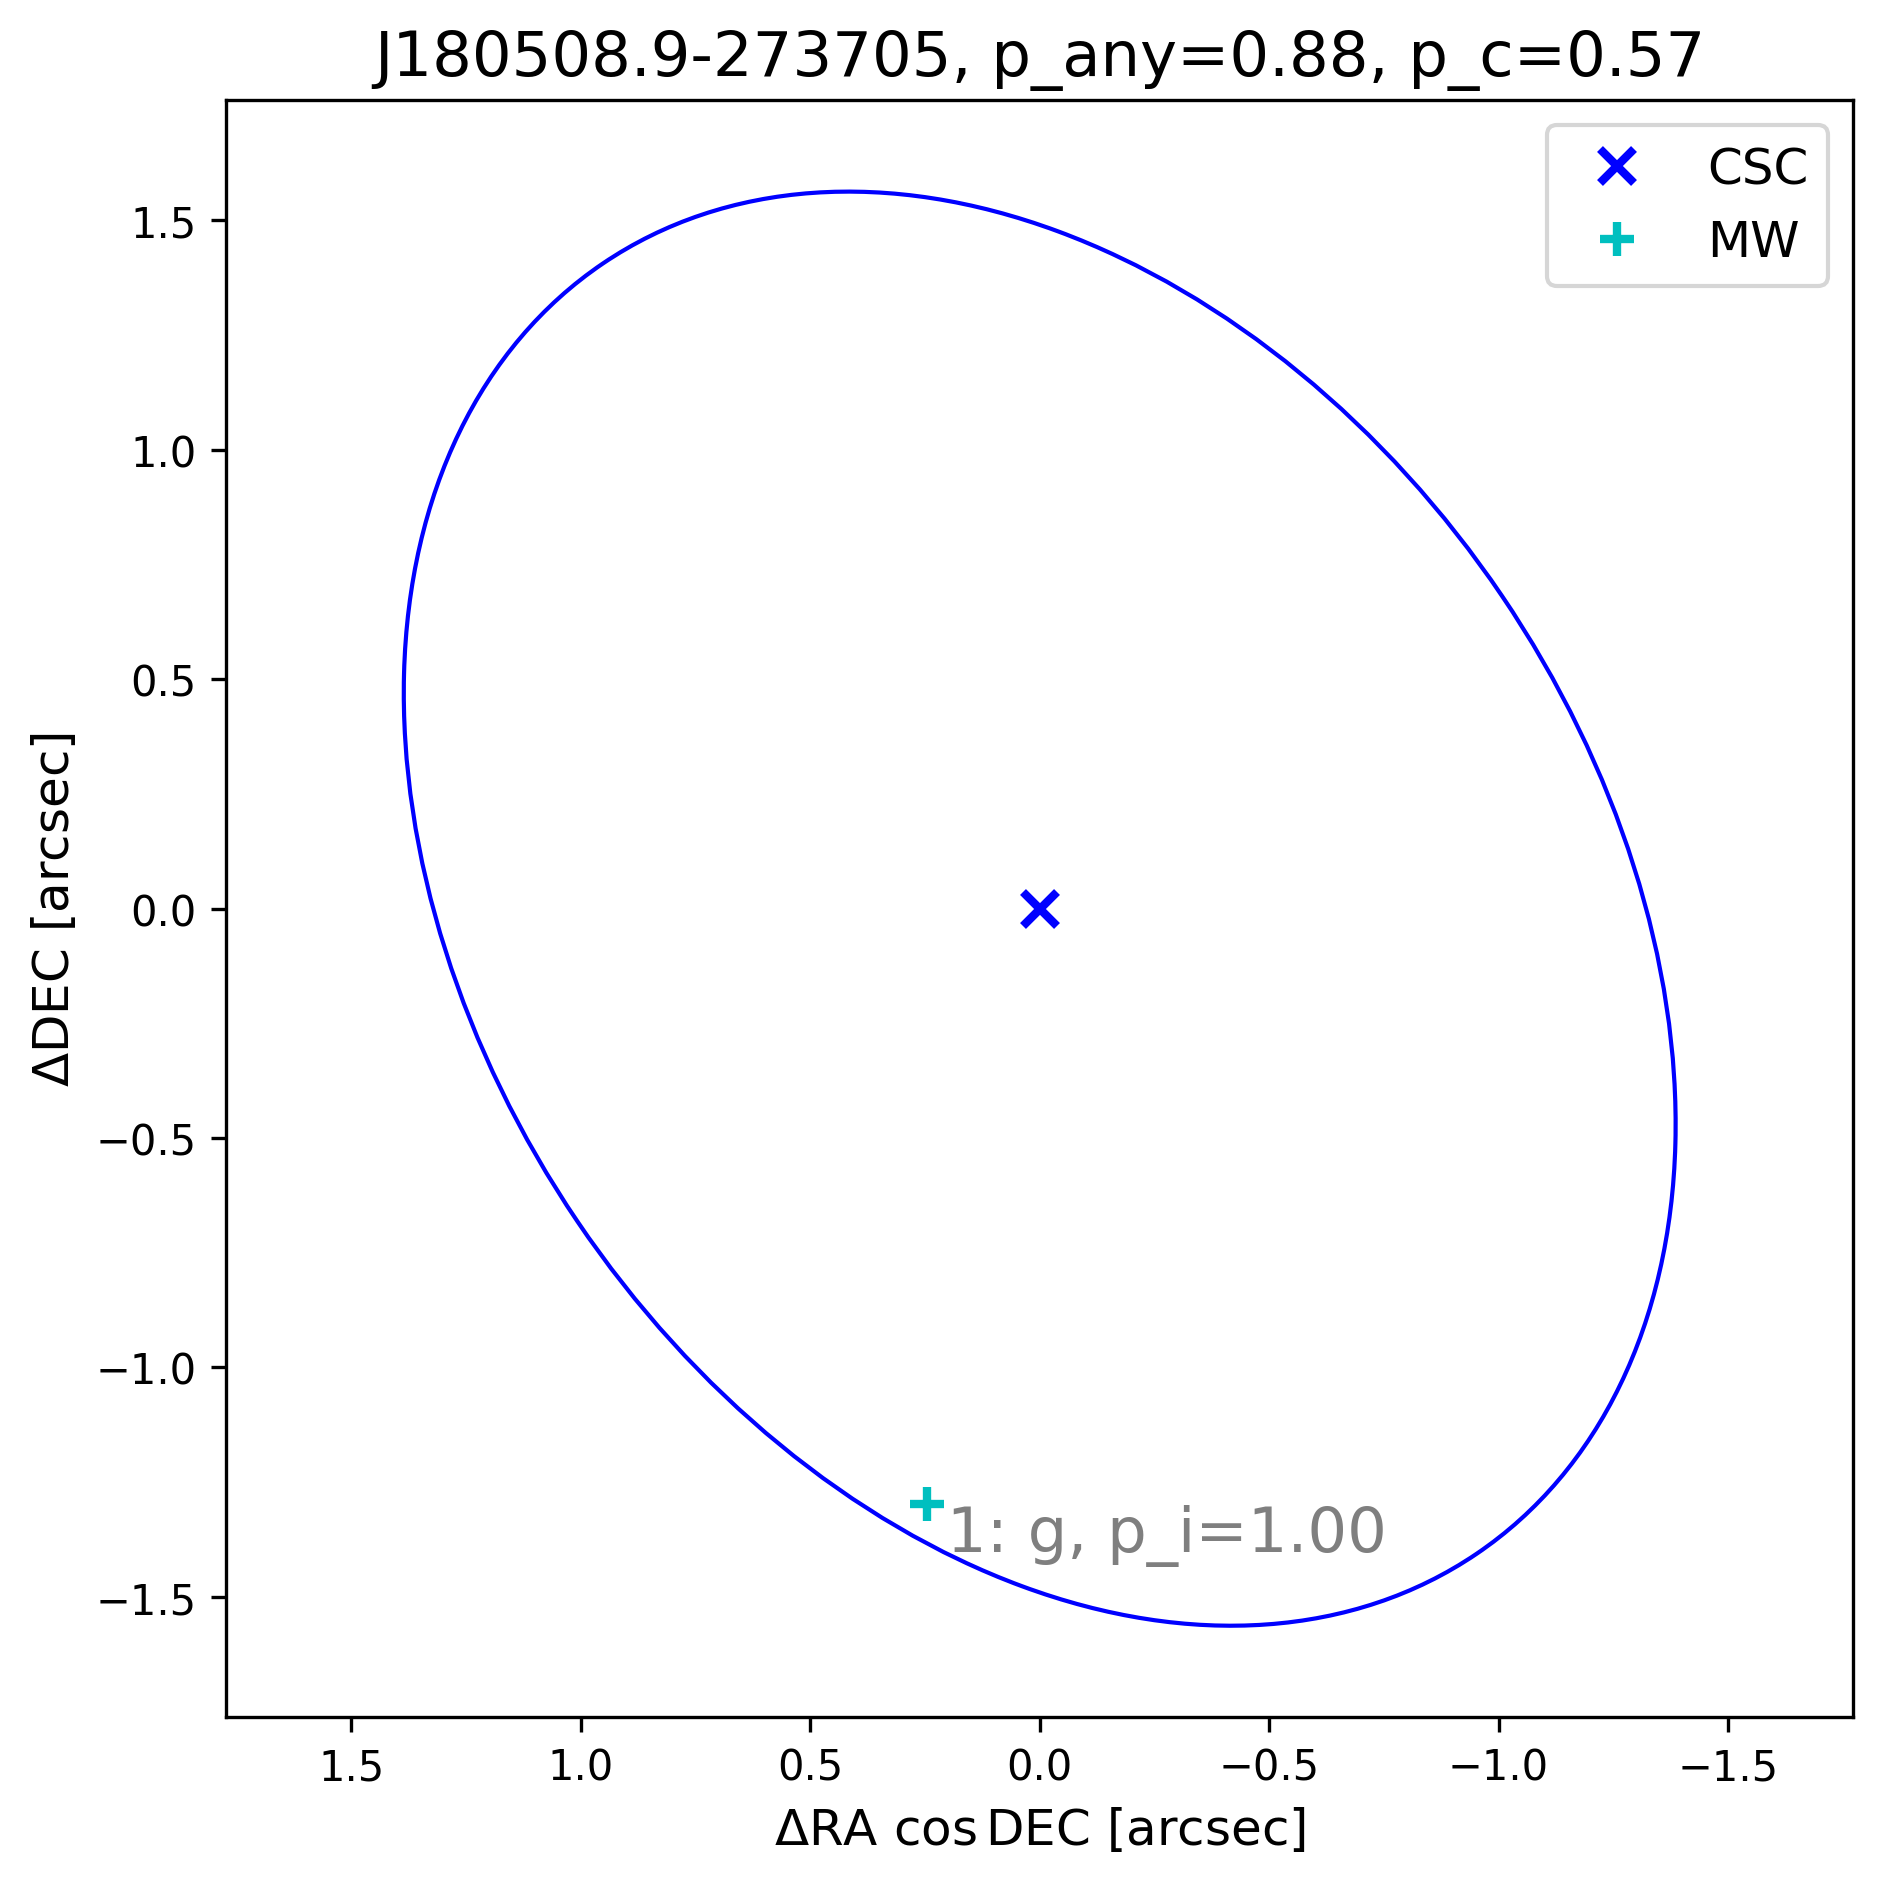 J180508.9-273705, p_any=0.88, p_c=0.57
CSC
MW
1.5
1.0
0.5
0.0
−0.5
−1.0
−1.5
ΔDEC [arcsec]
1: g, p_i=1.00
1.5 1.0 0.5 0.0 −0.5 −1.0 −1.5
ΔRA cos DEC [arcsec]